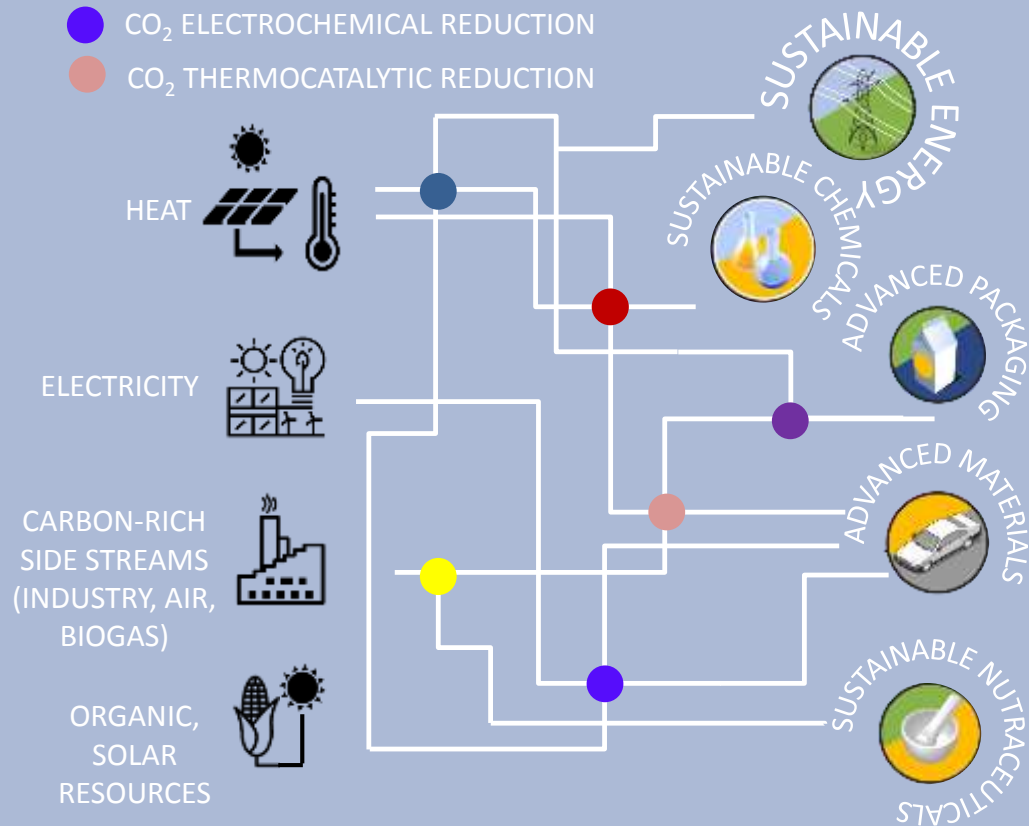 CO₂ ELECTROCHEMICAL REDUCTION
CO₂ THERMOCATALYTIC REDUCTION
SUSTAINABLE ENERGY
HEAT
SUSTAINABLE CHEMICALS
ADVANCED PACKAGING
ELECTRICITY
ADVANCED MATERIALS
CARBON-RICH
SIDE STREAMS
(INDUSTRY, AIR,
BIOGAS)
SUSTAINABLE NUTRACEUTICALS
ORGANIC,
SOLAR
RESOURCES